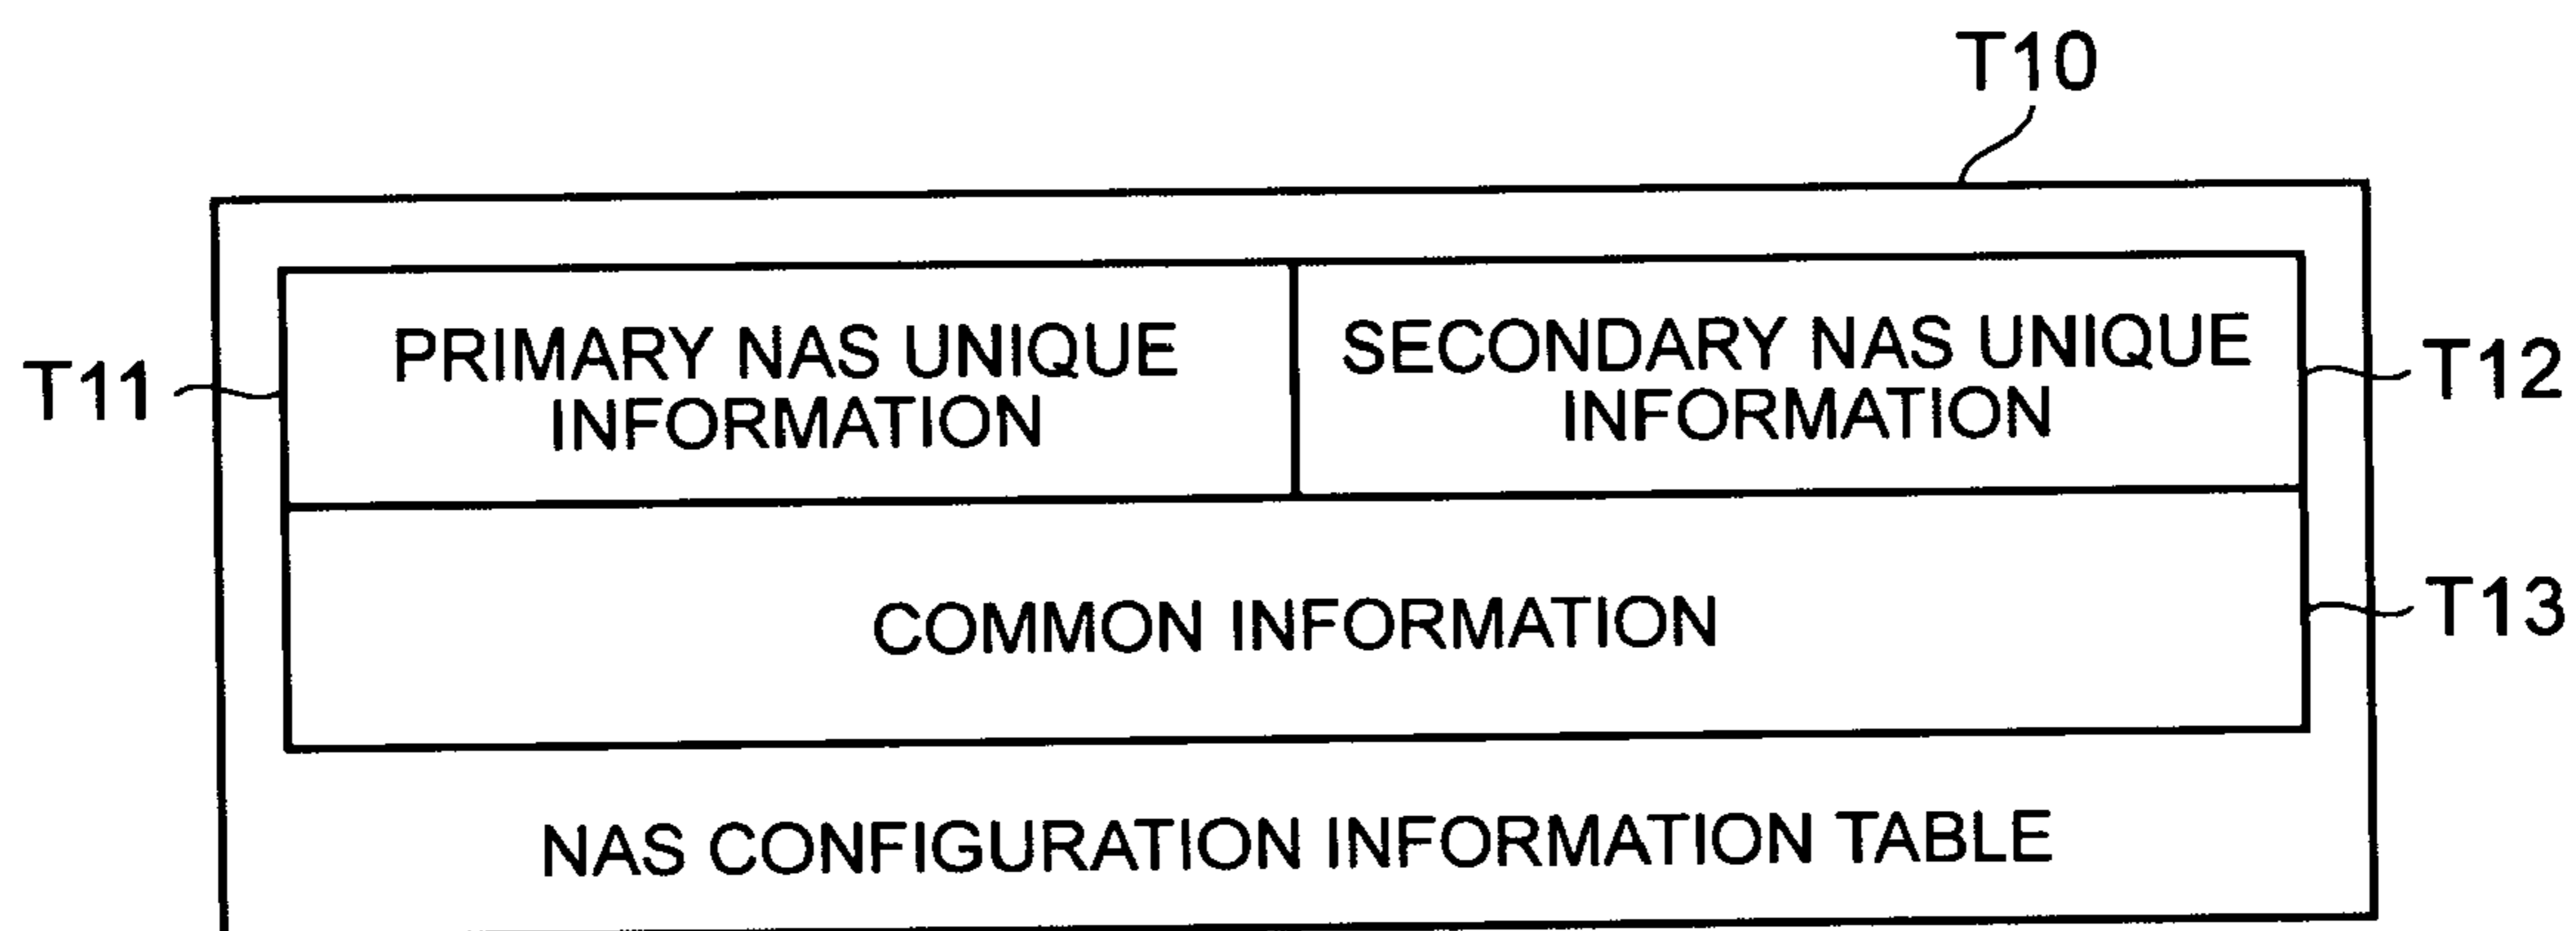 T10
PRIMARY NAS UNIQUE
INFORMATION
SECONDARY NAS UNIQUE
INFORMATION
T11
T12
COMMON INFORMATION
T13
NAS CONFIGURATION INFORMATION TABLE